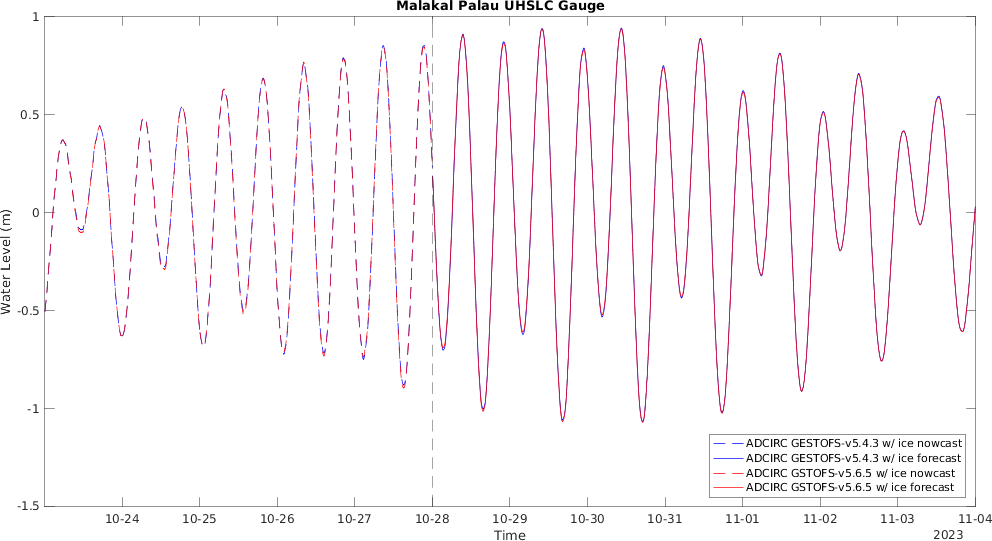 Malakal Palau UHSLC Gauge
1
0.5
0
-0.5
-1
-1.5
Water Level (m)
ADCIRC GESTOFS-v5.4.3 w/ ice nowcast
ADCIRC GESTOFS-v5.4.3 w/ ice forecast
ADCIRC GSTOFS-v5.6.5 w/ ice nowcast
ADCIRC GSTOFS-v5.6.5 w/ ice forecast
10-24 10-25 10-26 10-27 10-28 10-29 10-30 10-31 11-01 11-02 11-03 11-04
Time
2023